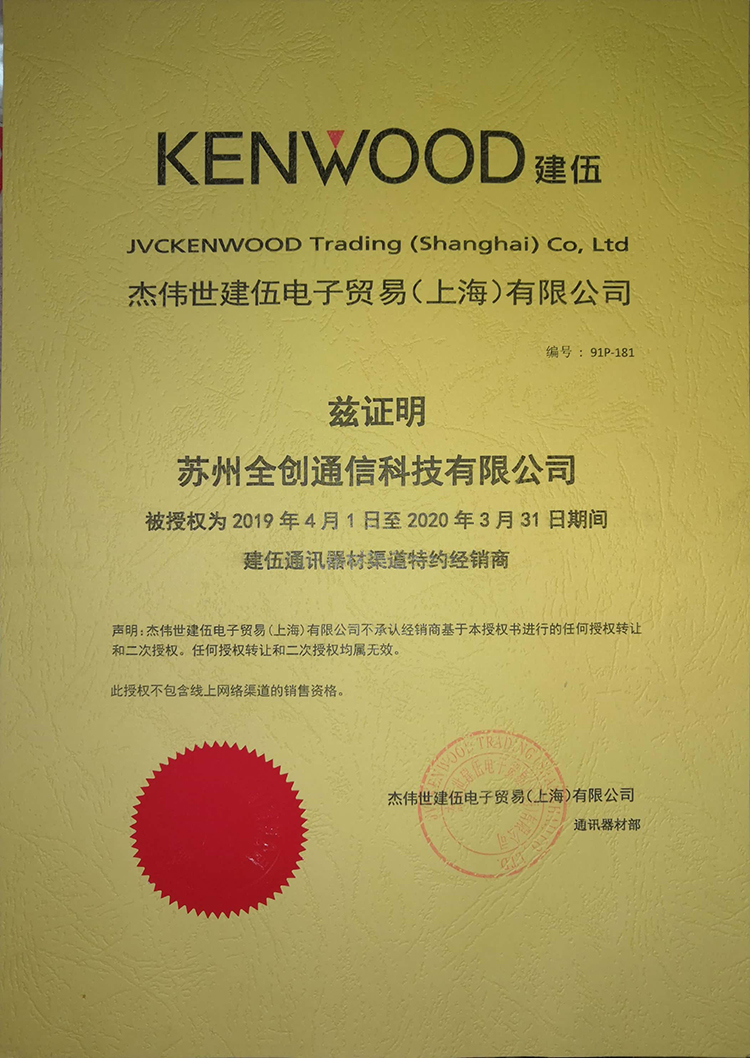 KENWOOD 建伍
JVCKENWOOD Trading (Shanghai) Co, Ltd
杰伟世建伍电子贸易(上海)有限公司
编号 : 91P-181
兹证明
苏州全创通信科技有限公司
被授权为 2019 年 4 月 1 日至 2020 年 3 月 31 日期间
建伍通讯器材渠道特约经销商
声明:杰伟世建伍电子贸易(上海)有限公司不承认经销商基于本授权书进行的任何授权转让
和二次授权。任何授权转让和二次授权均属无效。
此授权不包含线上网络渠道的销售资格。
杰伟世建伍电子贸易(上海)有限公司
通讯器材部